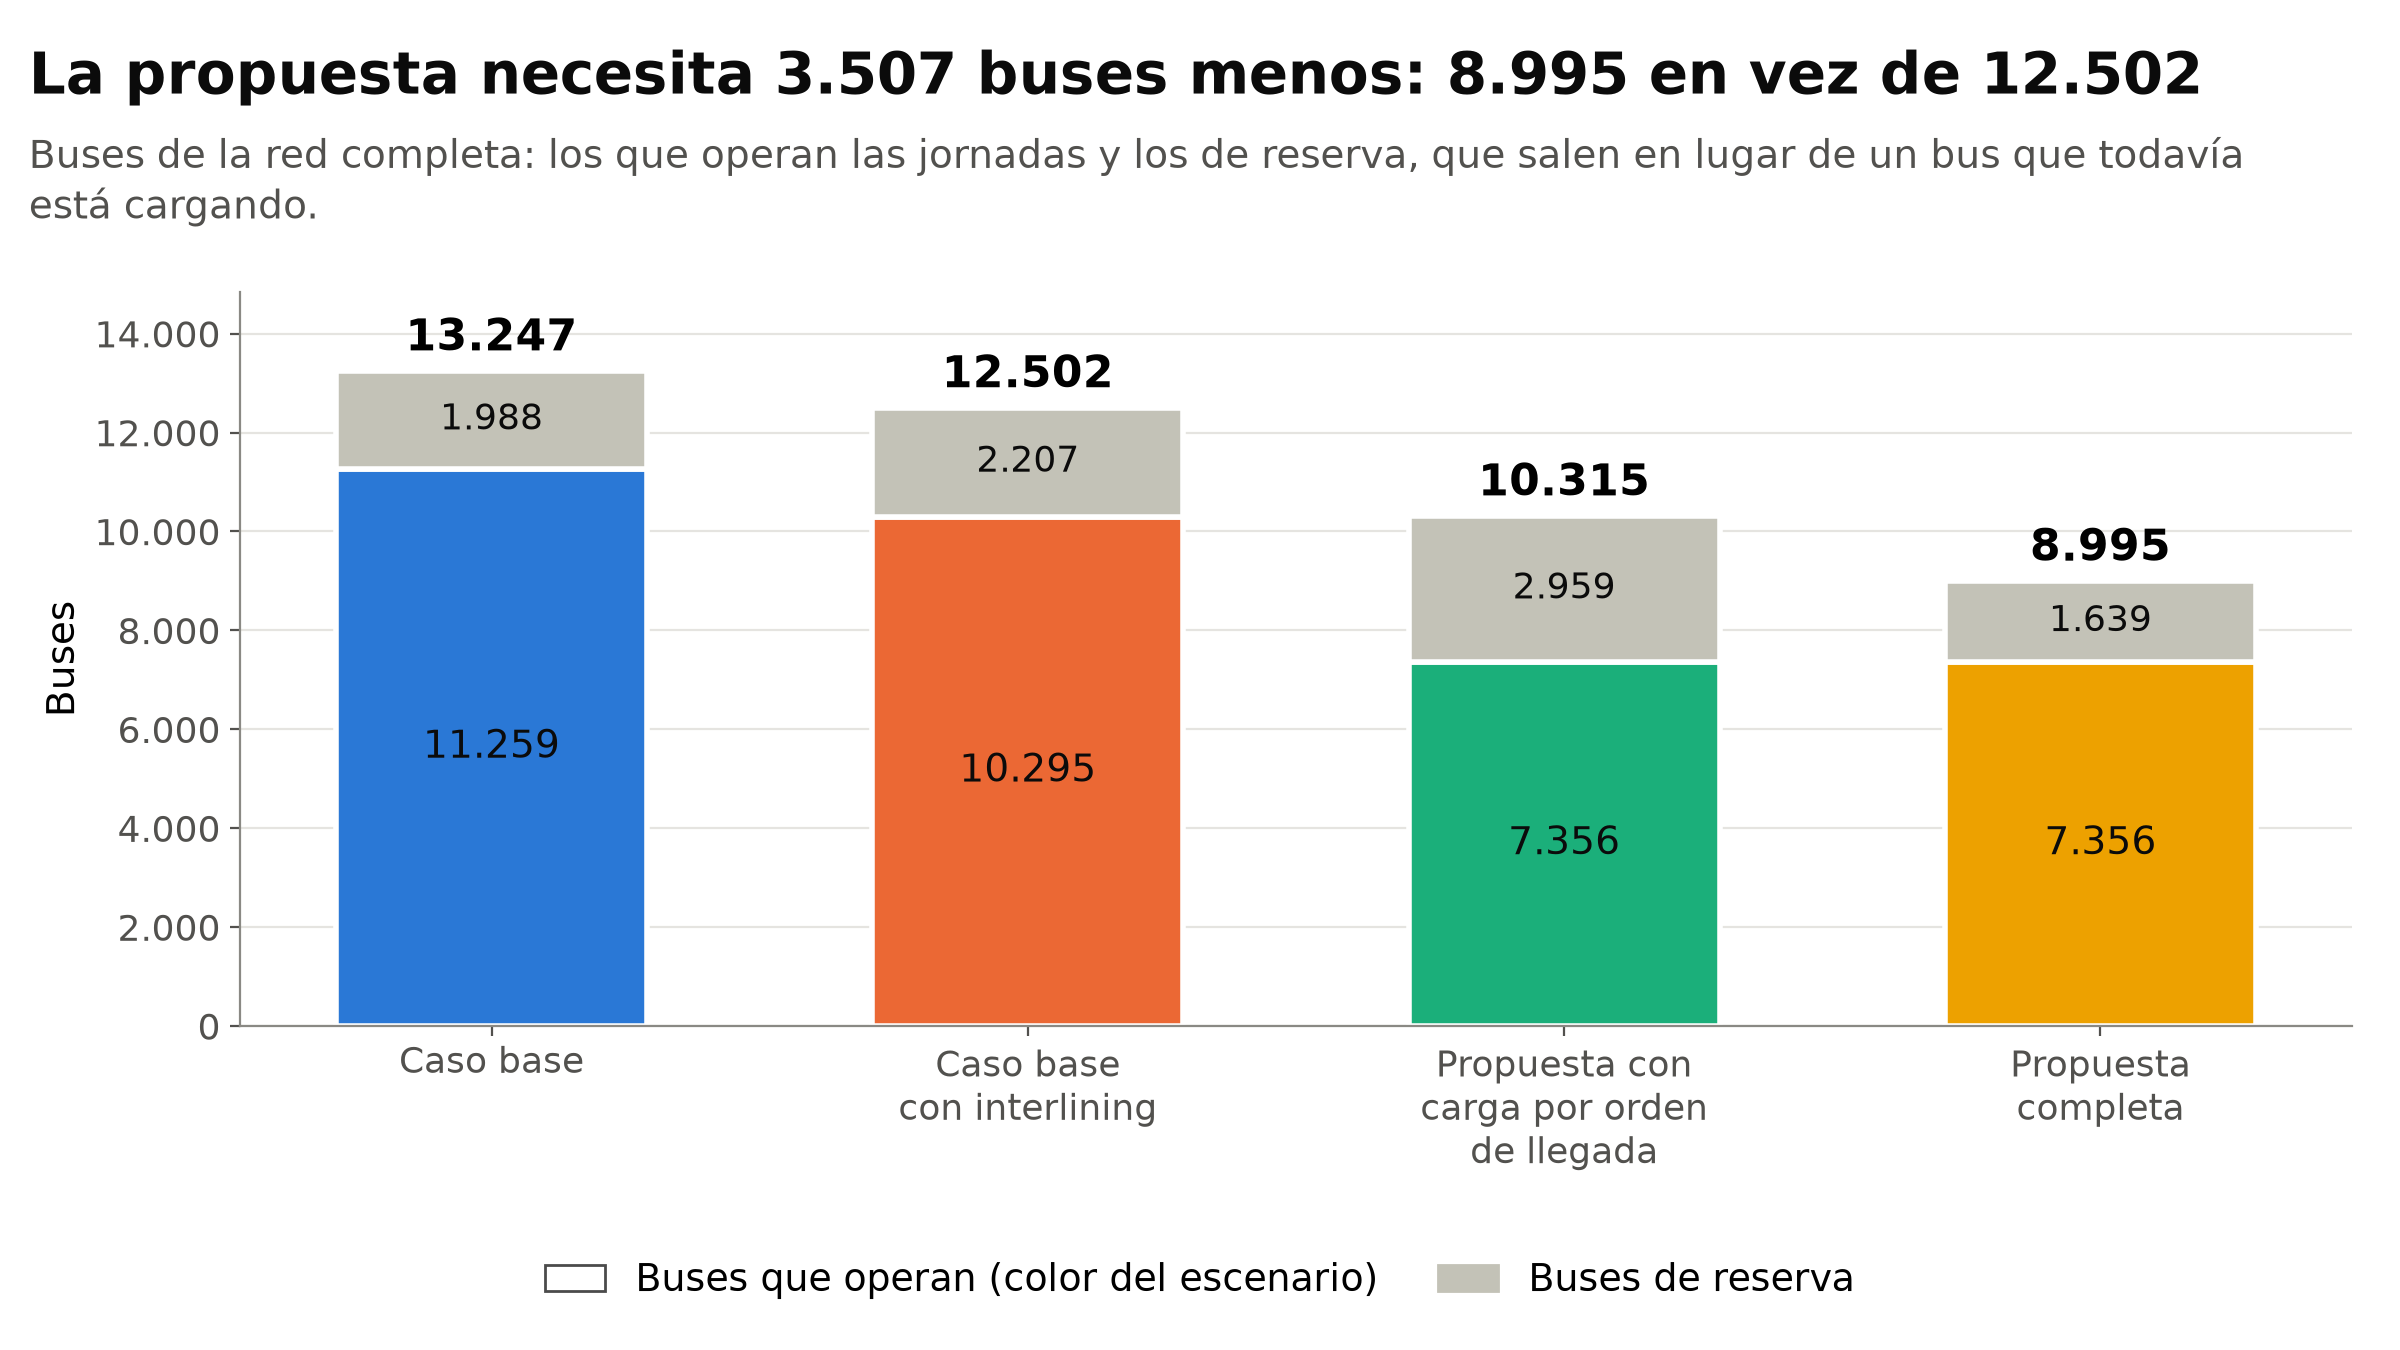 La propuesta necesita 3.507 buses menos: 8.995 en vez de 12.502
Buses de la red completa: los que operan las jornadas y los de reserva, que salen en lugar de un bus que todavía
está cargando.
Buses
14.000
12.000
10.000
8.000
6.000
4.000
2.000
0
13.247
1.988
11.259
12.502
2.207
10.295
10.315
2.959
7.356
8.995
1.639
7.356
Caso base
Caso base
con interlining
Propuesta con
carga por orden
de llegada
Propuesta
completa
Buses que operan (color del escenario)
Buses de reserva